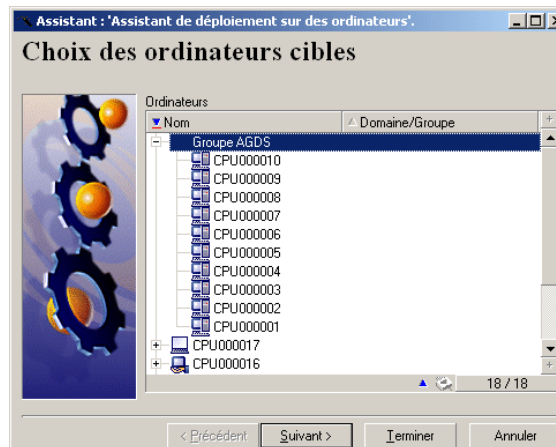 Assistant : 'Assistant de déploiement sur des ordinateurs'.
Choix des ordinateurs cibles
Ordinateurs
Nom Domaine/Groupe
Groupe AGDS
CPU000010
CPU000009
CPU000008
CPU000007
CPU000006
CPU000005
CPU000004
CPU000003
CPU000002
CPU000001
CPU000017
CPU000016
18 / 18
< Précédent Suivant > Terminer Annuler